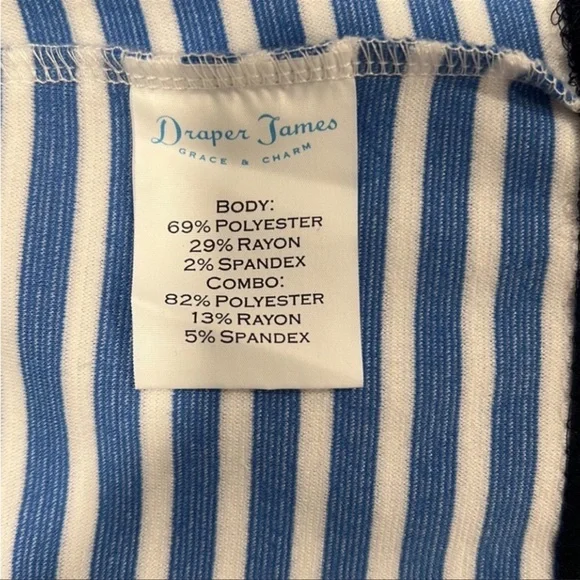 Draper James
GRACE & CHARM
BODY:
69% POLYESTER
29% RAYON
2% SPANDEX
COMBO:
82% POLYESTER
13% RAYON
5% SPANDEX